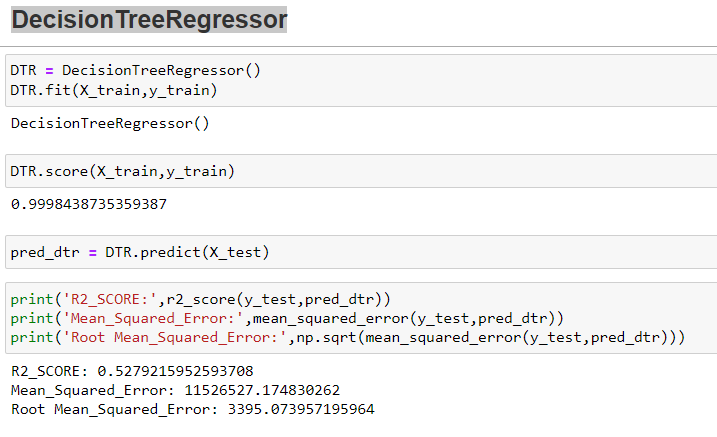 DecisionTreeRegressor
DTR = DecisionTreeRegressor()
DTR.fit(X_train,y_train)
DecisionTreeRegressor()
DTR.score(X_train,y_train)
0.9998438735359387
pred_dtr = DTR.predict(X_test)
print('R2_SCORE:',r2_score(y_test,pred_dtr))
print('Mean_Squared_Error:',mean_squared_error(y_test,pred_dtr))
print('Root Mean_Squared_Error:',np.sqrt(mean_squared_error(y_test,pred_dtr)))
R2_SCORE: 0.5279215952593708
Mean_Squared_Error: 11526527.174830262
Root Mean_Squared_Error: 3395.073957195964